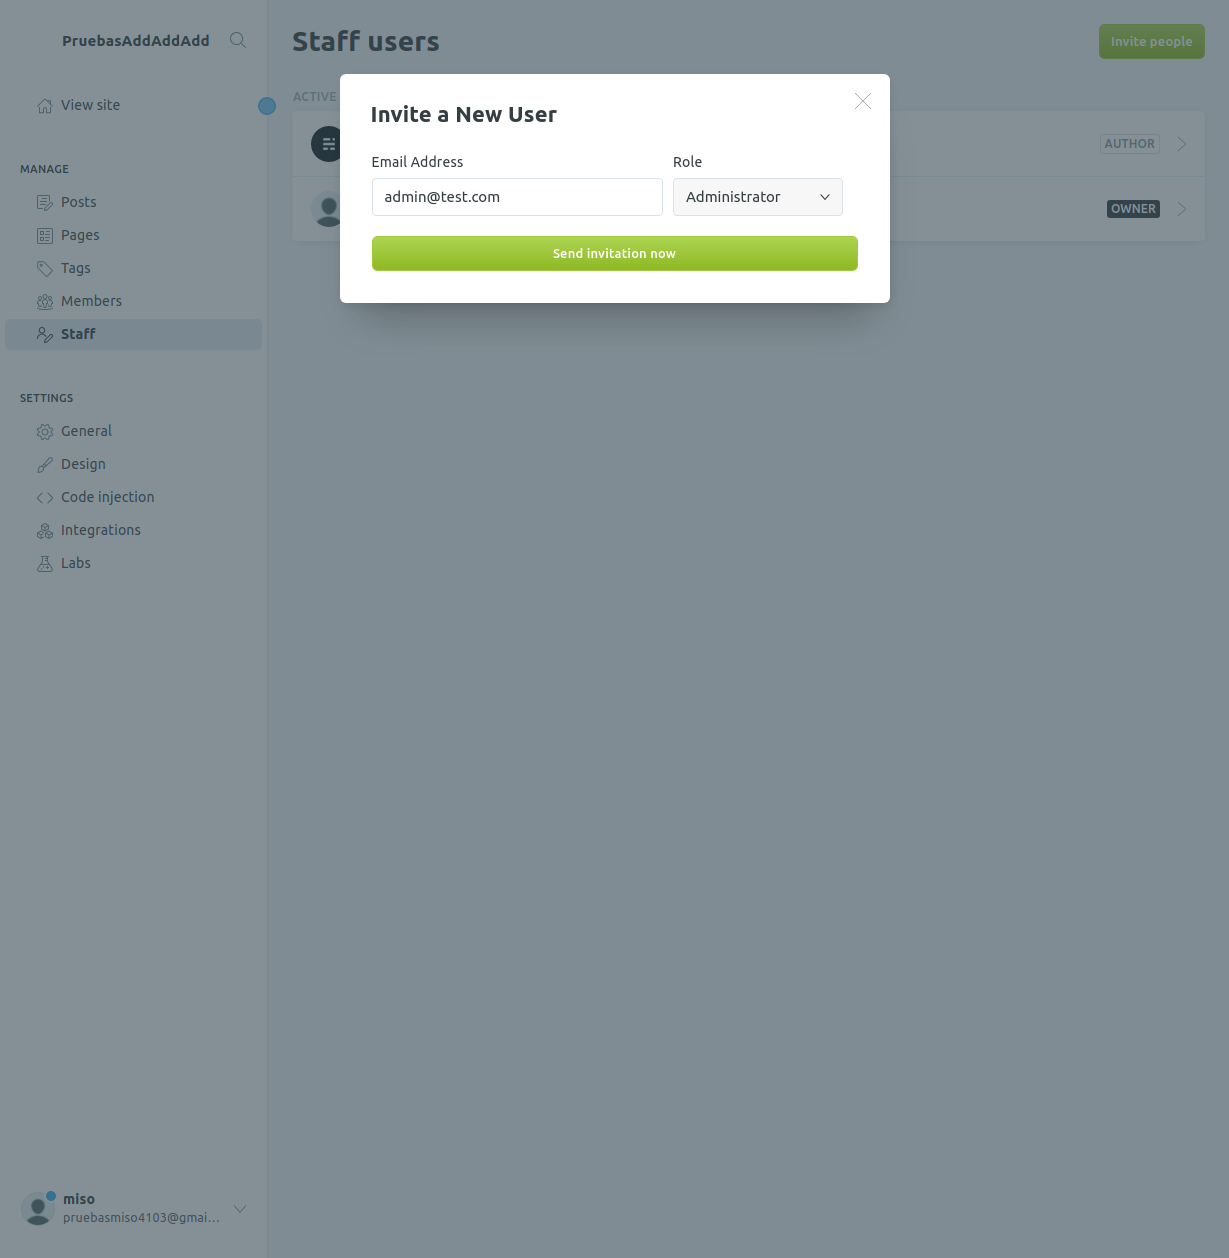 PruebasAddAddAdd
View site
MANAGE
Posts
Pages
Tags
Members
Staff
SETTINGS
General
Design
Code injection
Integrations
Labs
miso
pruebasmiso4103@gmai...
Staff users
Invite people
ACTIVE
AUTHOR
OWNER
Invite a New User
Email Address
Role
admin@test.com
Administrator
Send invitation now